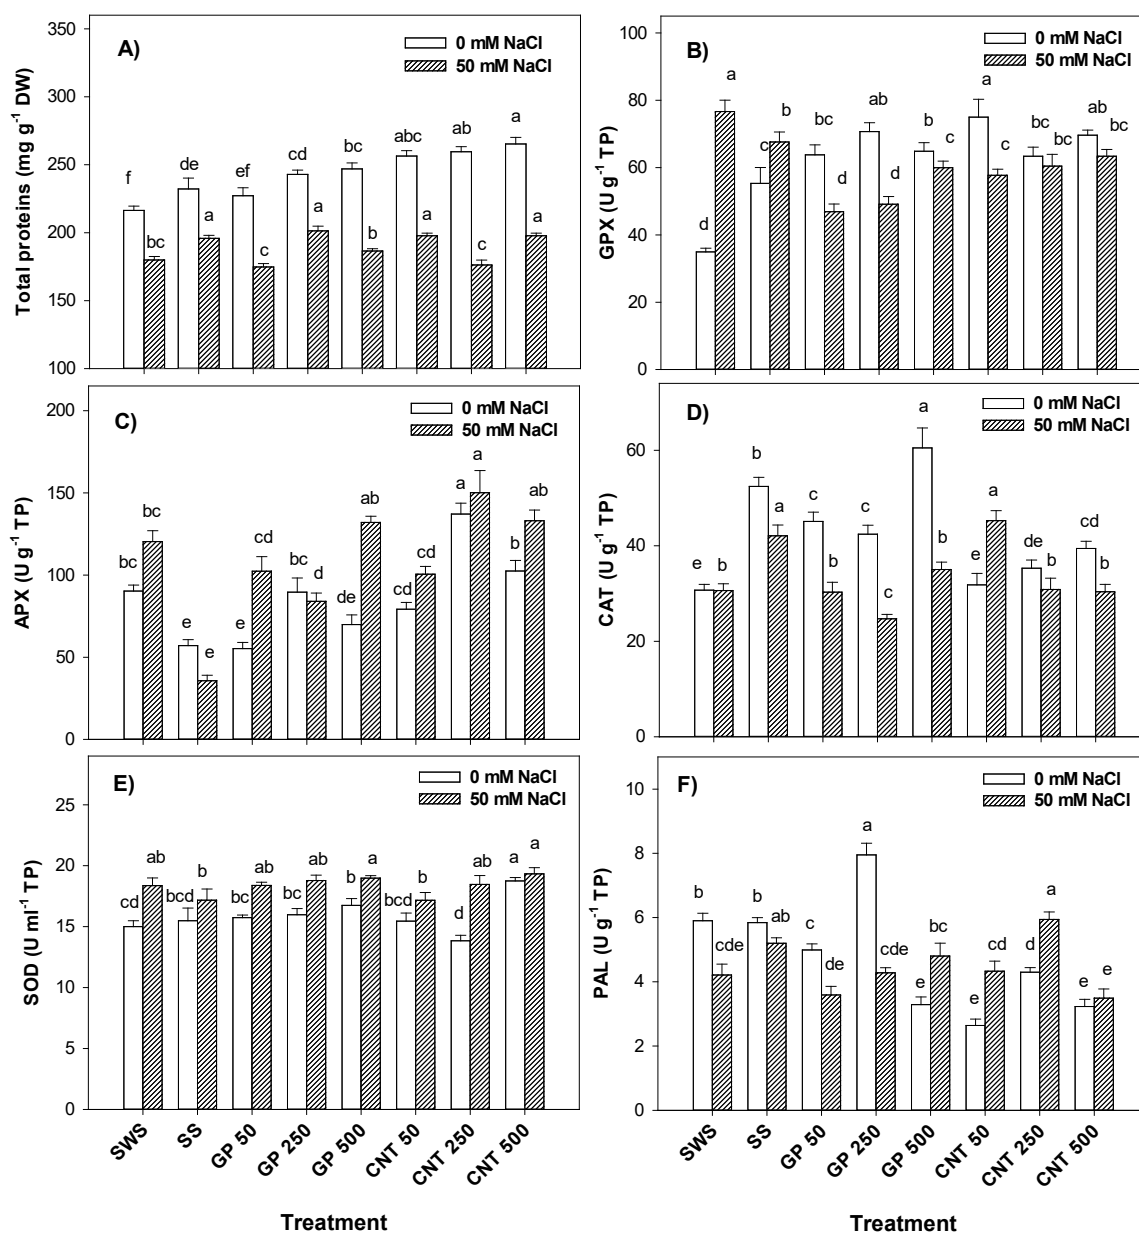 A)
0 mM NaCl
50 mM NaCl
Total proteins (mg g⁻¹ DW)
350
300
250
200
150
100
f de ef cd bc abc ab a
bc a c a b a c a
B)
0 mM NaCl
50 mM NaCl
GPX (U g⁻¹ TP)
100
80
60
40
20
0
d c bc ab b a bc ab
a b d d c c bc bc
C)
0 mM NaCl
50 mM NaCl
APX (U g⁻¹ TP)
200
150
100
50
0
bc e e bc de cd a b
bc e cd d ab cd a ab
D)
0 mM NaCl
50 mM NaCl
CAT (U g⁻¹ TP)
60
40
20
0
e b c c a e de cd
b a b c b a b b
E)
0 mM NaCl
50 mM NaCl
SOD (U ml⁻¹ TP)
25
20
15
10
5
0
cd bcd bc bc b bcd d a
ab b ab ab a b ab a
SWS
SS
GP 50
GP 250
GP 500
CNT 50
CNT 250
CNT 500
Treatment
F)
0 mM NaCl
50 mM NaCl
PAL (U g⁻¹ TP)
10
8
6
4
2
0
b b c a e e d e
cde ab de cde bc cd a e
SWS
SS
GP 50
GP 250
GP 500
CNT 50
CNT 250
CNT 500
Treatment